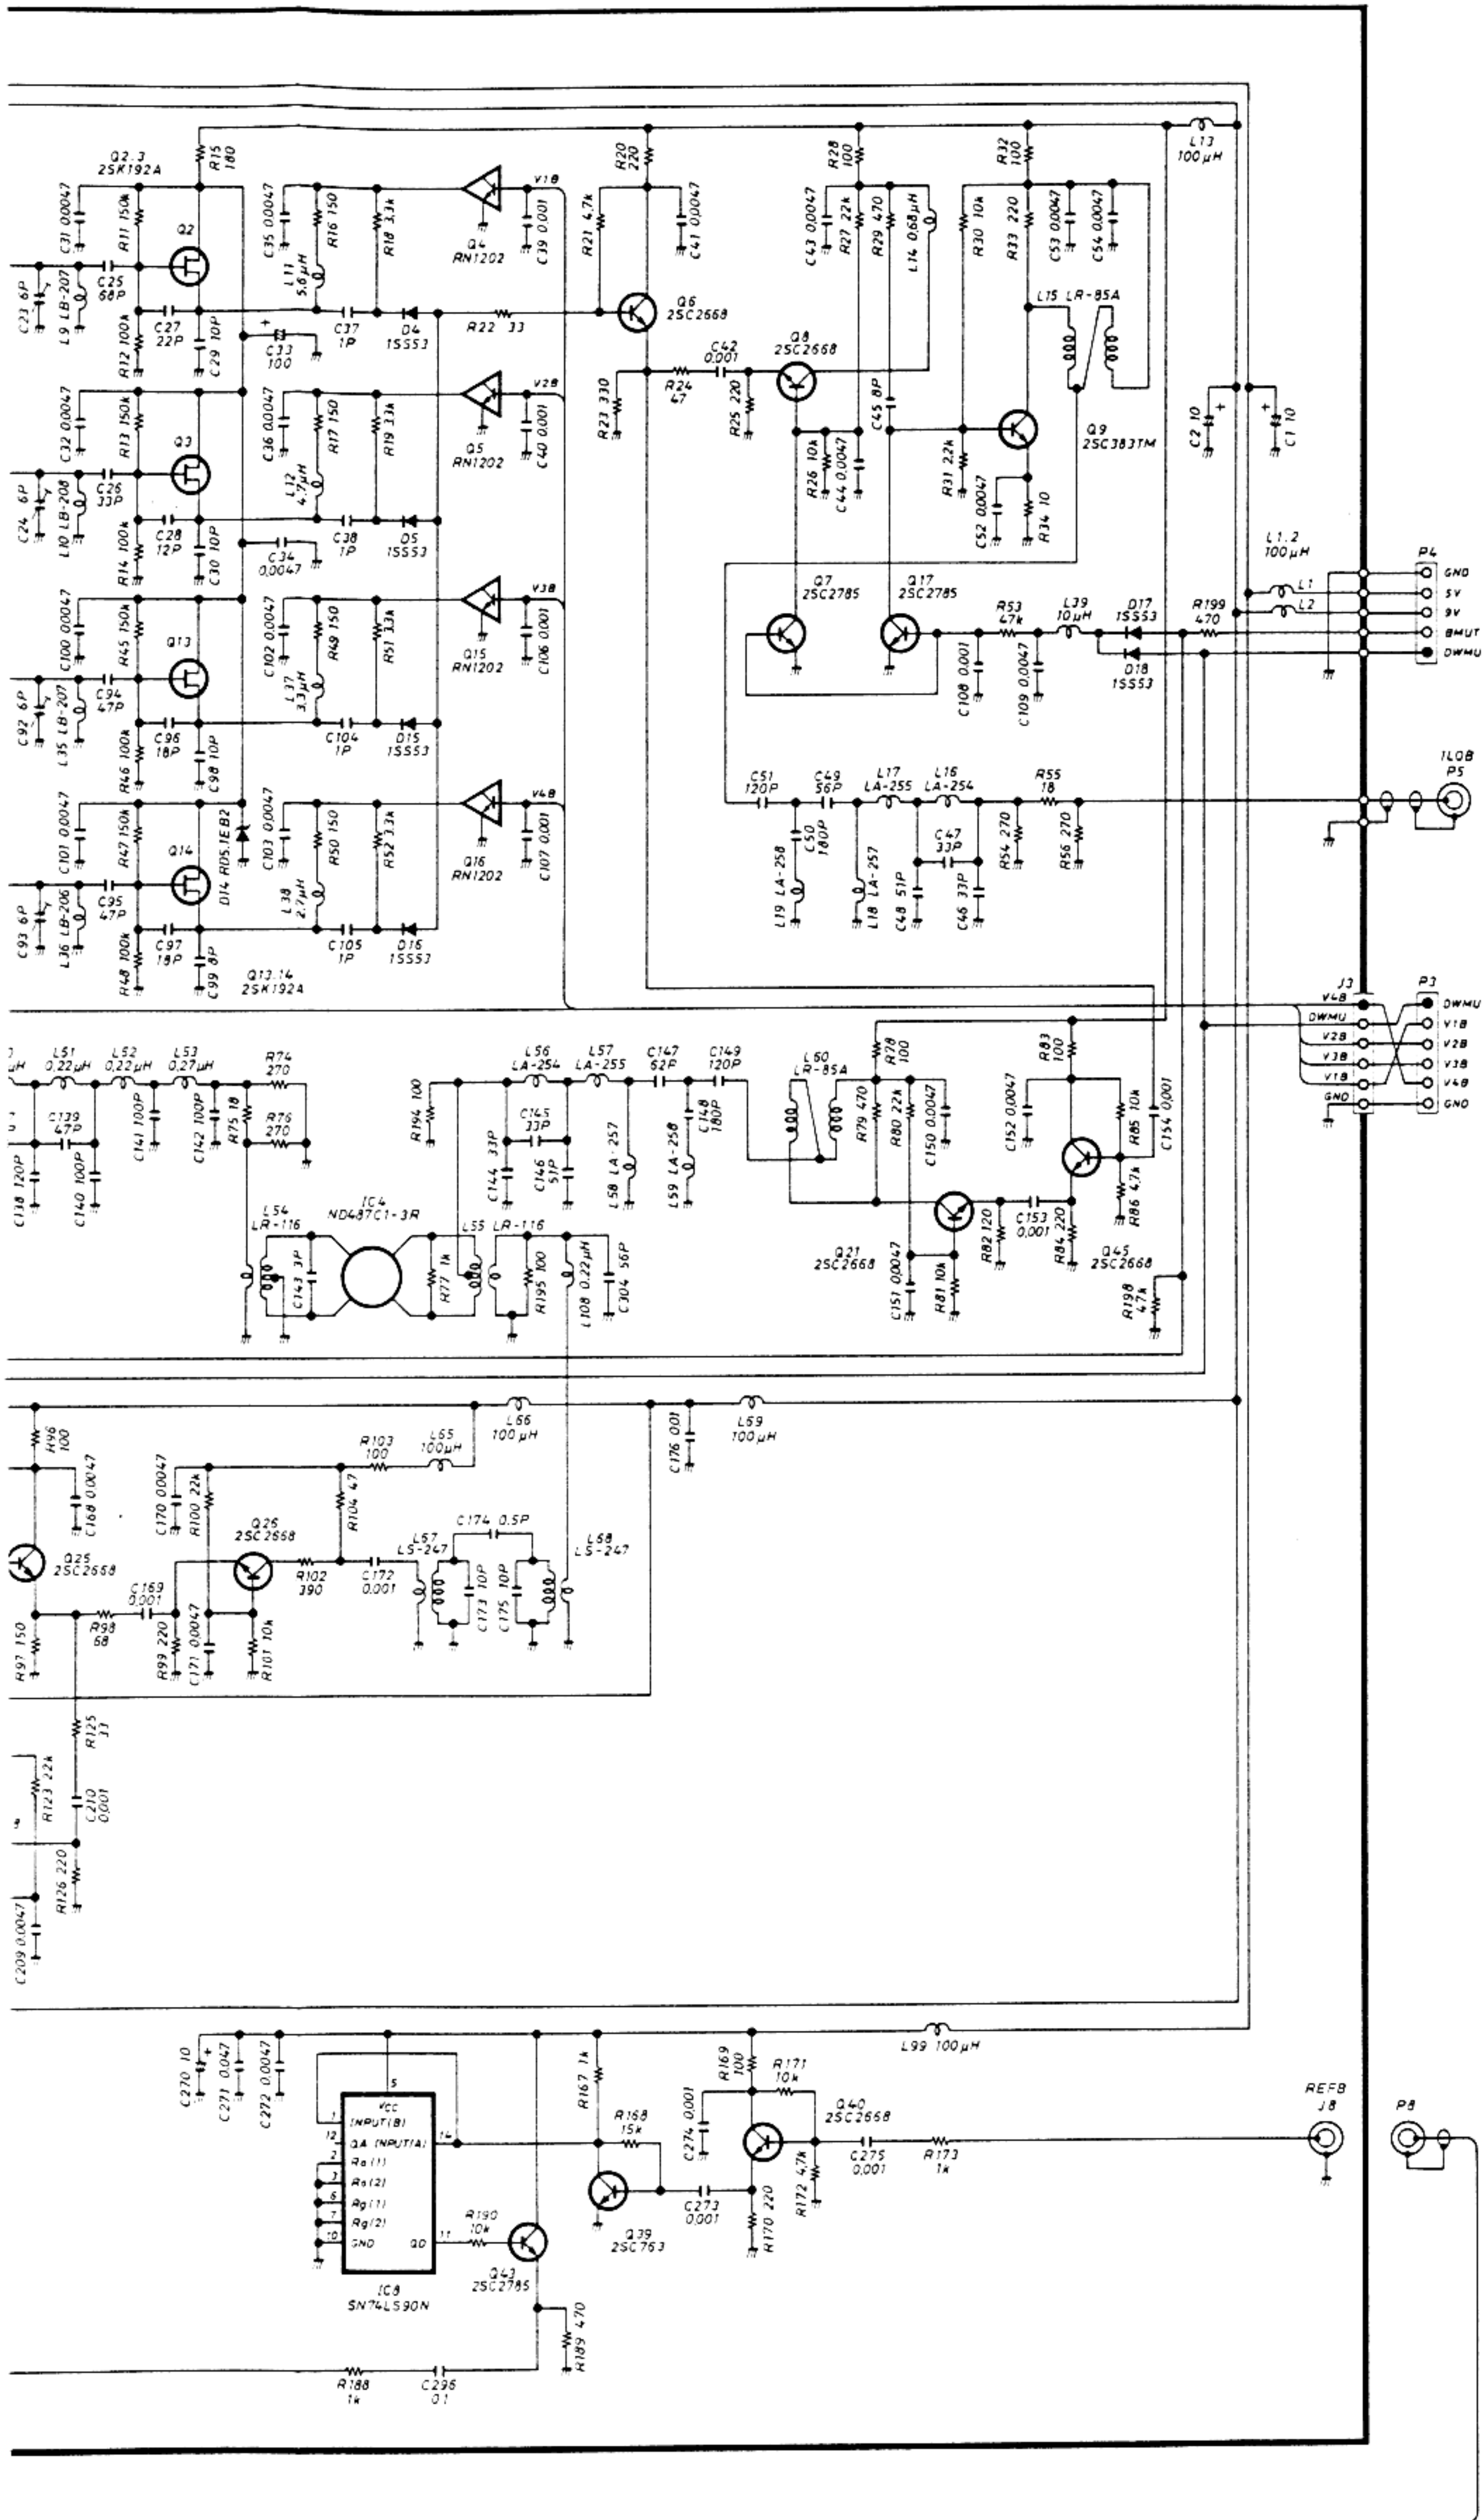 L13
100μH
R15
180
R20
220
R28
100
R32
100
Q2.3
2SK192A
C31 0.0047
R11 150k
Q2
C35 0.0047
R16 150
R18 3.3k
V1B
Q4
RN1202
C39 0.001
R21 4.7k
C41 0.0047
C43 0.0047
R27 22k
R29 470
L14 0.68μH
R30 10k
R33 220
C53 0.0047
C54 0.0047
C23 6P
L9 LB-207
C25
68P
R12 100k
C27
22P
C29 10P
C33
100
L11
5.6μH
C37
1P
D4
1SS53
R22 33
Q6
2SC2668
L15 LR-85A
C32 0.0047
R13 150k
Q3
C36 0.0047
R17 150
R19 33k
V2B
Q5
RN1202
C40 0.001
R23 330
R24
47
C42
0.001
R25 220
Q8
2SC2668
C45 8P
Q9
2SC383TM
C2 10
C1 10
C24 6P
L10 LB-208
C26
33P
R14 100k
C28
12P
C30 10P
C34
0.0047
L12
4.7μH
C38
1P
D5
1SS53
R26 10k
C44 0.0047
R31 2.2k
C52 0.0047
R34 10
L1.2
100μH
L1
L2
P4
GND
5V
9V
BMUT
DWMU
C100 0.0047
R45 150k
Q13
C102 0.0047
R49 150
R51 3.3k
V3B
Q15
RN1202
C106 0.001
Q7
2SC2785
Q17
2SC2785
R53
47k
L39
10μH
D17
1SS53
D18
1SS53
R199
470
C108 0.001
C109 0.0047
C92 6P
L35 LB-207
C94
47P
R46 100k
C96
18P
C98 10P
L37
3.3μH
C104
1P
D15
1SS53
C101 0.0047
R47 150k
Q14
D14 RD5.1E B2
C103 0.0047
R50 150
R52 3.3k
V4B
Q16
RN1202
C107 0.001
C51
120P
C49
56P
L17
LA-255
L16
LA-254
R55
18
1LOB
P5
C50
180P
C47
33P
R54 270
R56 270
L19 LA-258
L18 LA-257
C48 51P
C46 33P
C93 6P
L36 LB-206
C95
47P
R48 100k
C97
18P
C99 8P
Q13.14
2SK192A
L38
2.7μH
C105
1P
D16
1SS53
J3
V4B
DWMU
V2B
V3B
V1B
GND
P3
DWMU
V1B
V2B
V3B
V4B
GND
L51
0.22μH
L52
0.22μH
L53
0.27μH
R74
270
C139
47P
C141 100P
C142 100P
R75 18
R76
270
C138 120P
C140 100P
R194 100
L56
LA-254
L57
LA-255
C147
62P
C149
120P
C145
33P
C148
180P
C144 33P
C146
51P
L58 LA-257
L59 LA-258
L60
LR-85A
R78
100
R79 470
R80 22k
C150 0.0047
R83
100
C152 0.0047
R85 10k
C154 0.001
L54
LR-116
IC4
ND487C1-3R
C143 3P
R77 1k
L55 LR-116
R195 100
L108 0.22μH
C304 56P
Q21
2SC2668
C151 0.0047
R81 10k
R82 120
C153
0.001
R84 220
R86 4.7k
Q45
2SC2668
R198
47k
R96
100
C168 0.0047
Q25
2SC2668
C170 0.0047
R100 22k
R103
100
L65
100μH
L66
100μH
C176 001
L69
100μH
Q26
2SC2668
R104 47
L67
LS-247
C174 0.5P
L68
LS-247
R102
390
C172
0.001
C173 10P
C175 10P
R97 150
R98
68
C169
0.001
R99 220
C171 0.0047
R101 10k
R125
33
R123 22k
C210
0.001
R126 220
C209 0.0047
L99 100μH
C270 10
C271 0.047
C272 0.0047
5
VCC
1
INPUT(B)
12
QA INPUT(A)
14
2
Ro(1)
3
Ro(2)
6
Rg(1)
7
Rg(2)
10
GND
QD
11
IC8
SN74LS90N
R190
10k
Q43
2SC2785
R189 470
R188
1k
C296
0.1
R167 1k
R168
15k
Q39
2SC763
C273
0.001
C274 0.001
R169
100
R171
10k
Q40
2SC2668
R170 220
R172 4.7k
C275
0.001
R173
1k
REFB
J8
P8